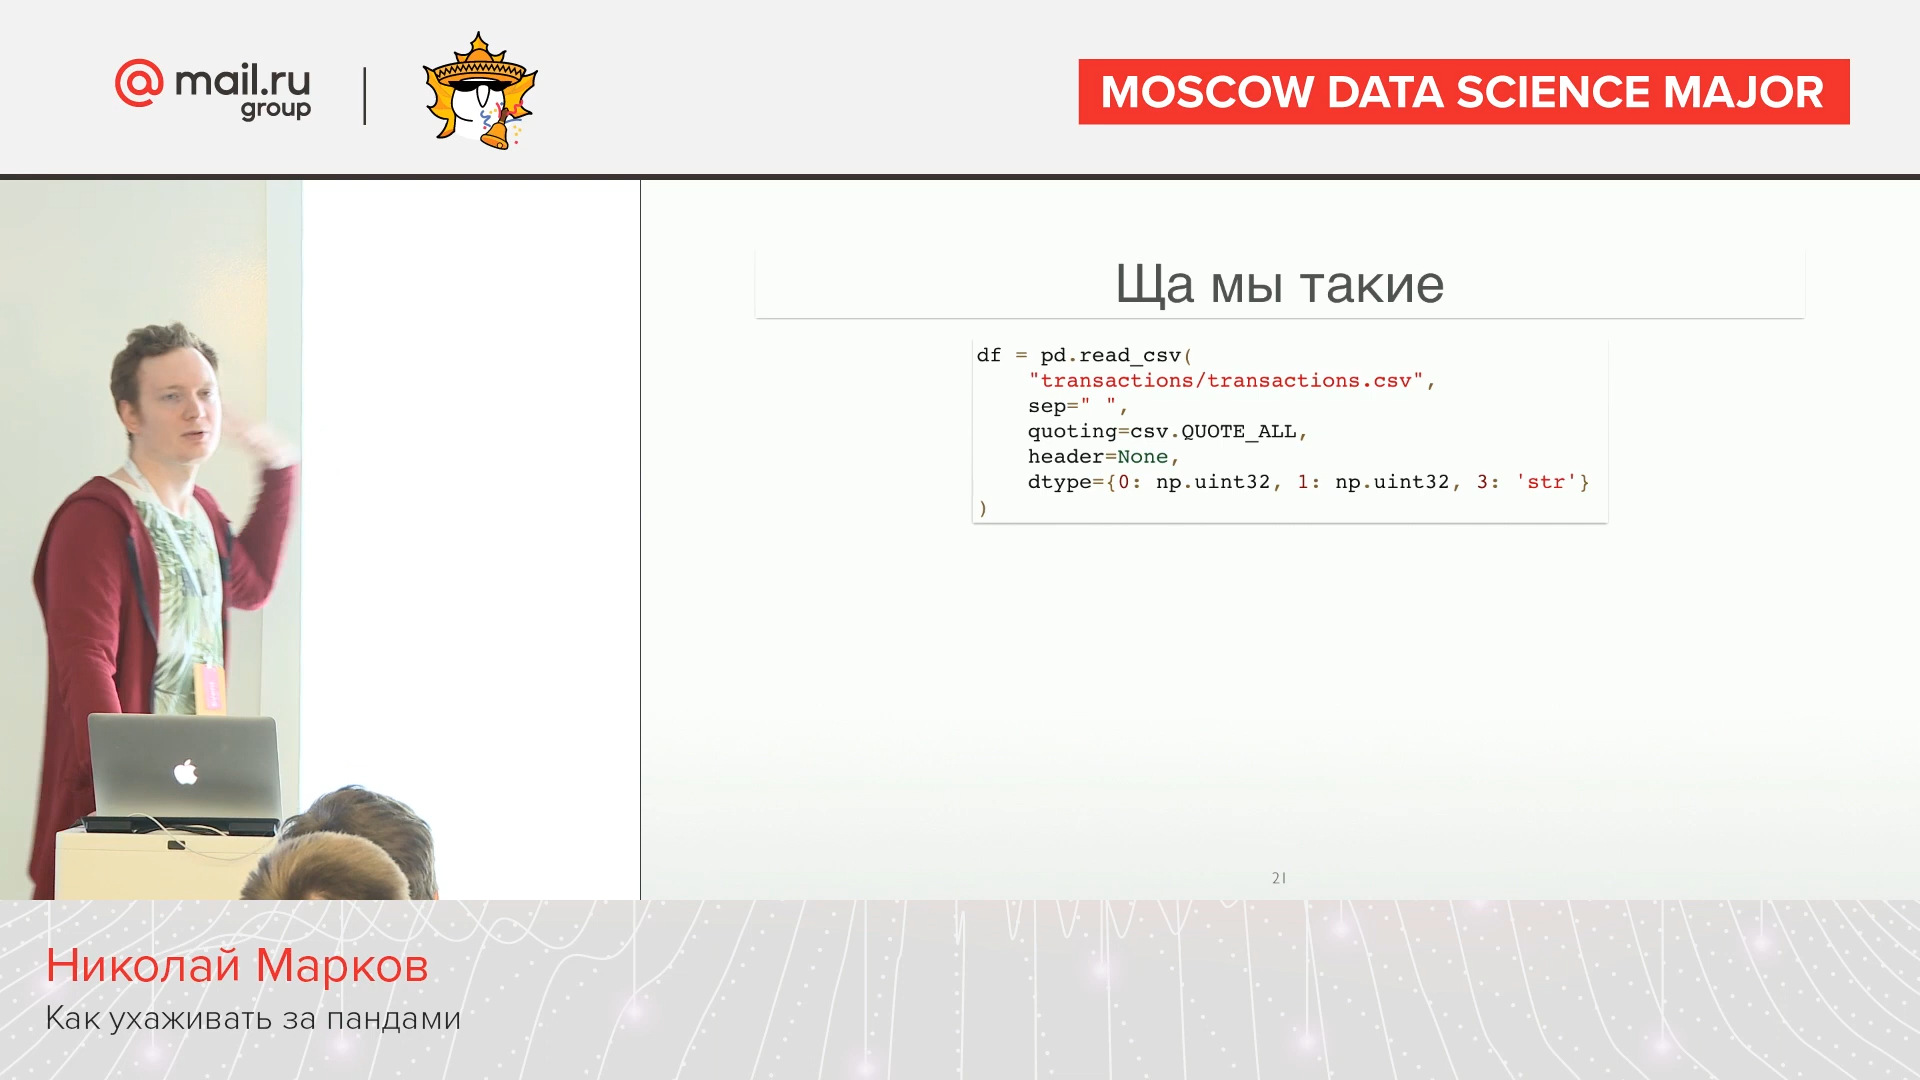 mail.ru
group
MOSCOW DATA SCIENCE MAJOR
Ща мы такие
df = pd.read_csv(
    "transactions/transactions.csv",
    sep=" ",
    quoting=csv.QUOTE_ALL,
    header=None,
    dtype={0: np.uint32, 1: np.uint32, 3: 'str'}
)
21
Николай Марков
Как ухаживать за пандами